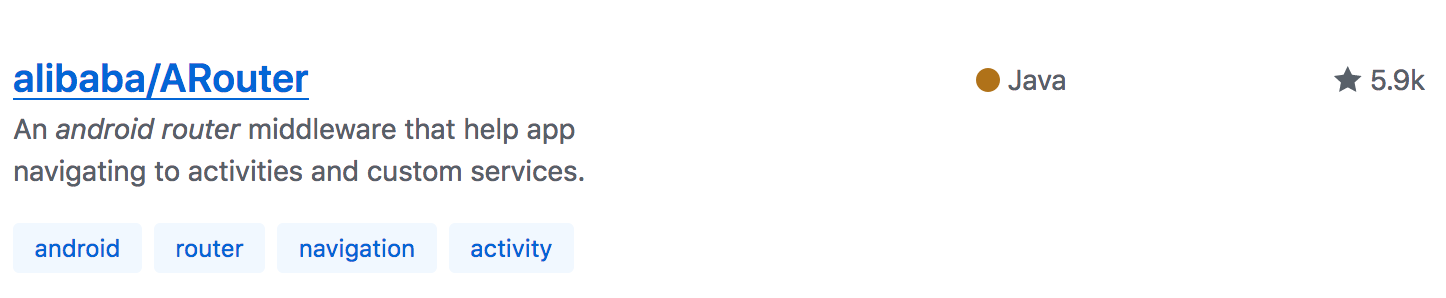 alibaba/ARouter
Java
5.9k
An android router middleware that help app
navigating to activities and custom services.
android router navigation activity